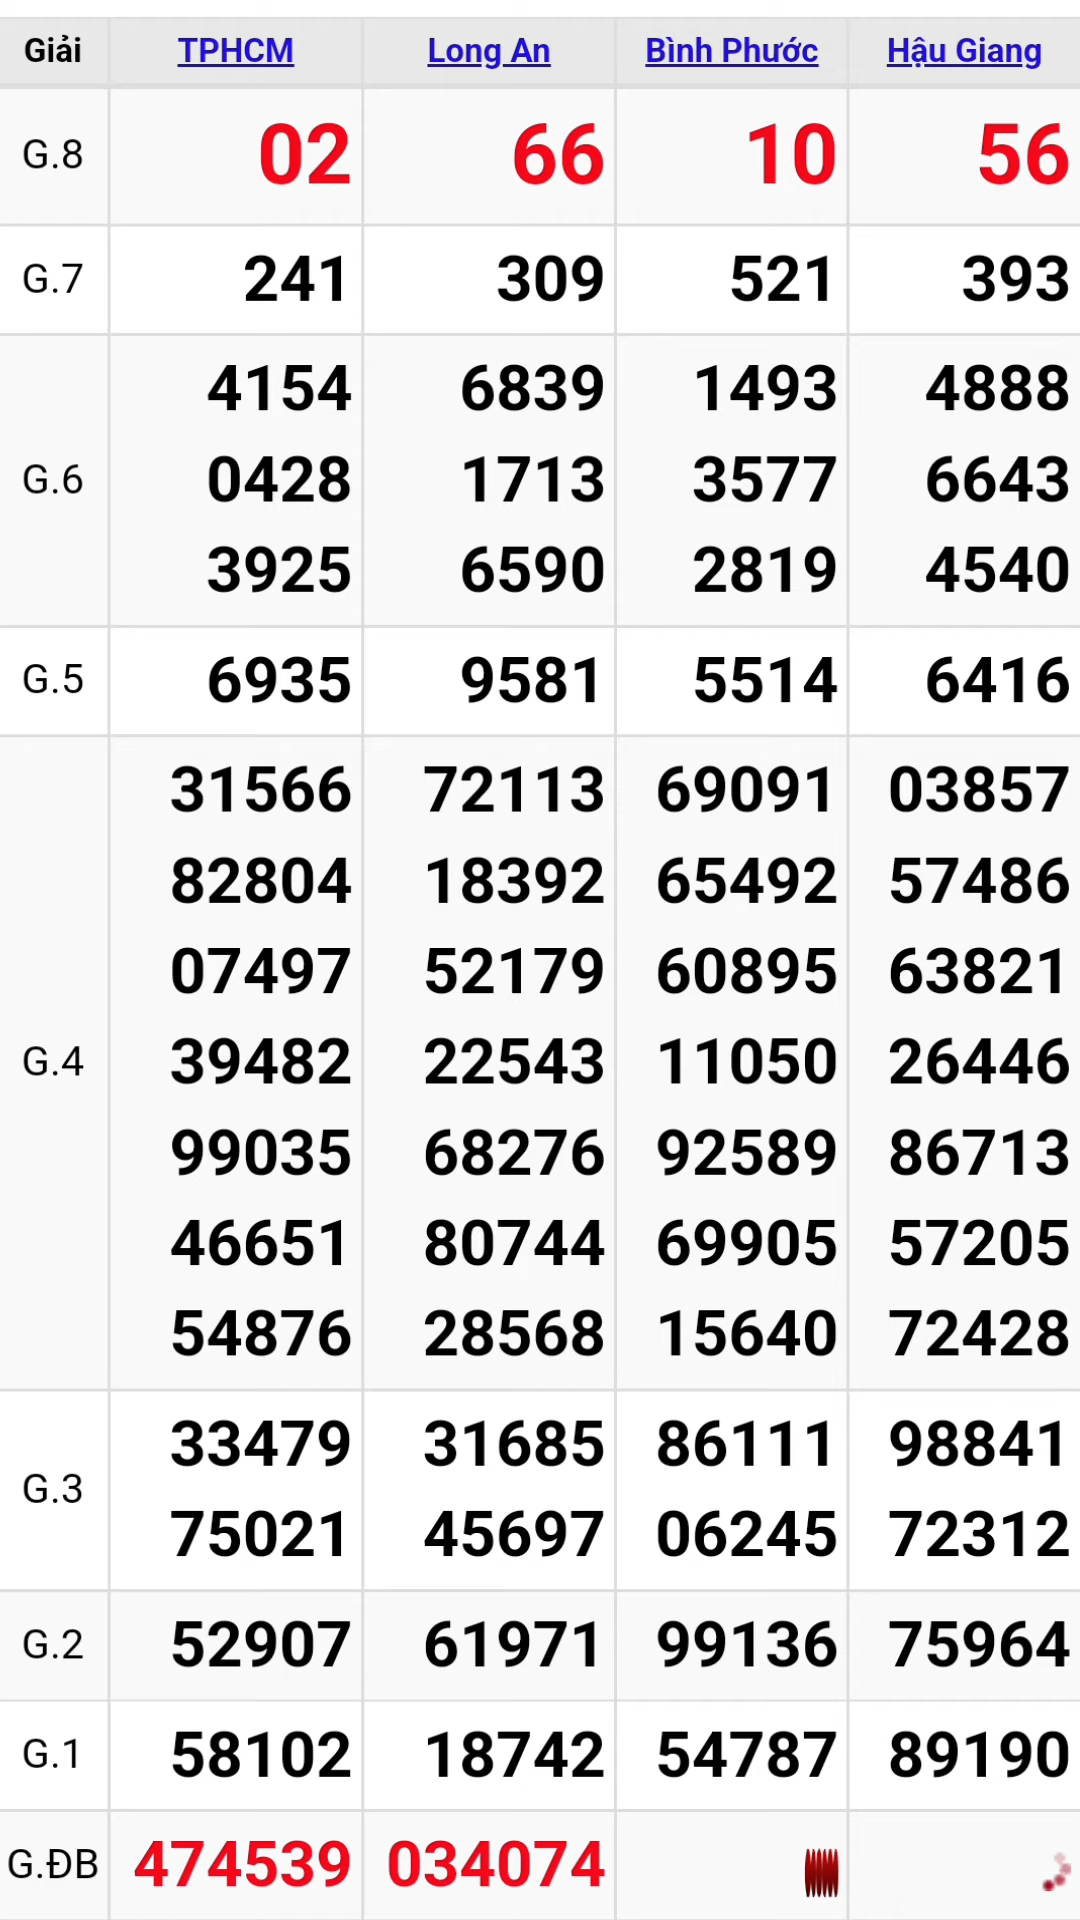 Giải TPHCM Long An Bình Phước Hậu Giang
G.8 02 66 10 56
G.7 241 309 521 393
4154 6839 1493 4888
G.6 0428 1713 3577 6643
3925 6590 2819 4540
G.5 6935 9581 5514 6416
31566 72113 69091 03857
82804 18392 65492 57486
07497 52179 60895 63821
G.4 39482 22543 11050 26446
99035 68276 92589 86713
46651 80744 69905 57205
54876 28568 15640 72428
33479 31685 86111 98841
G.3
75021 45697 06245 72312
G.2 52907 61971 99136 75964
G.1 58102 18742 54787 89190
G.ĐB 474539 034074